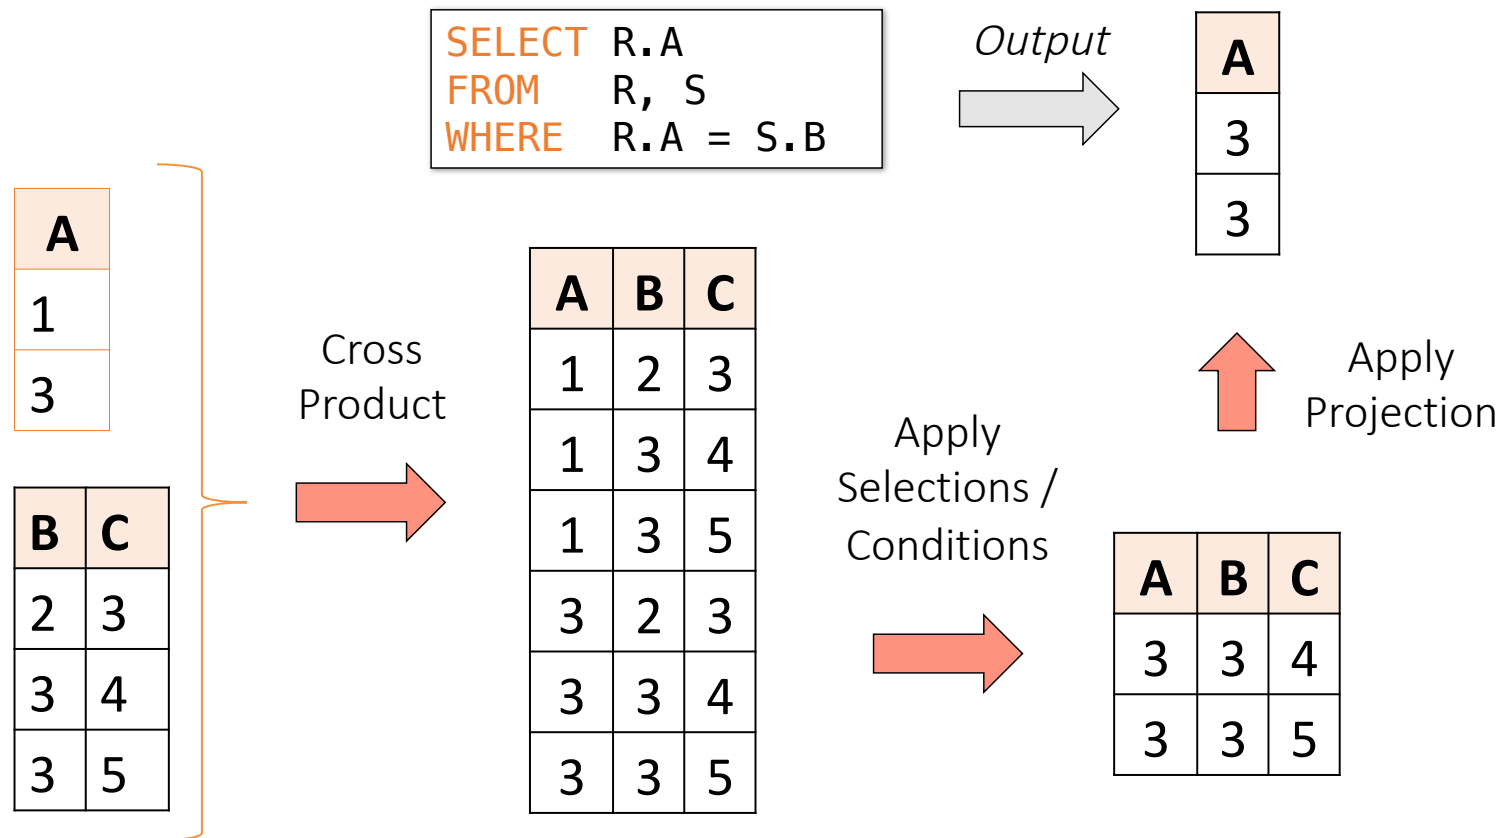 SELECT R.A
FROM R, S
WHERE R.A = S.B
Output
A
3
3
A
1
3
B C
2 3
3 4
3 5
Cross
Product
A B C
1 2 3
1 3 4
1 3 5
3 2 3
3 3 4
3 3 5
Apply
Selections /
Conditions
A B C
3 3 4
3 3 5
Apply
Projection